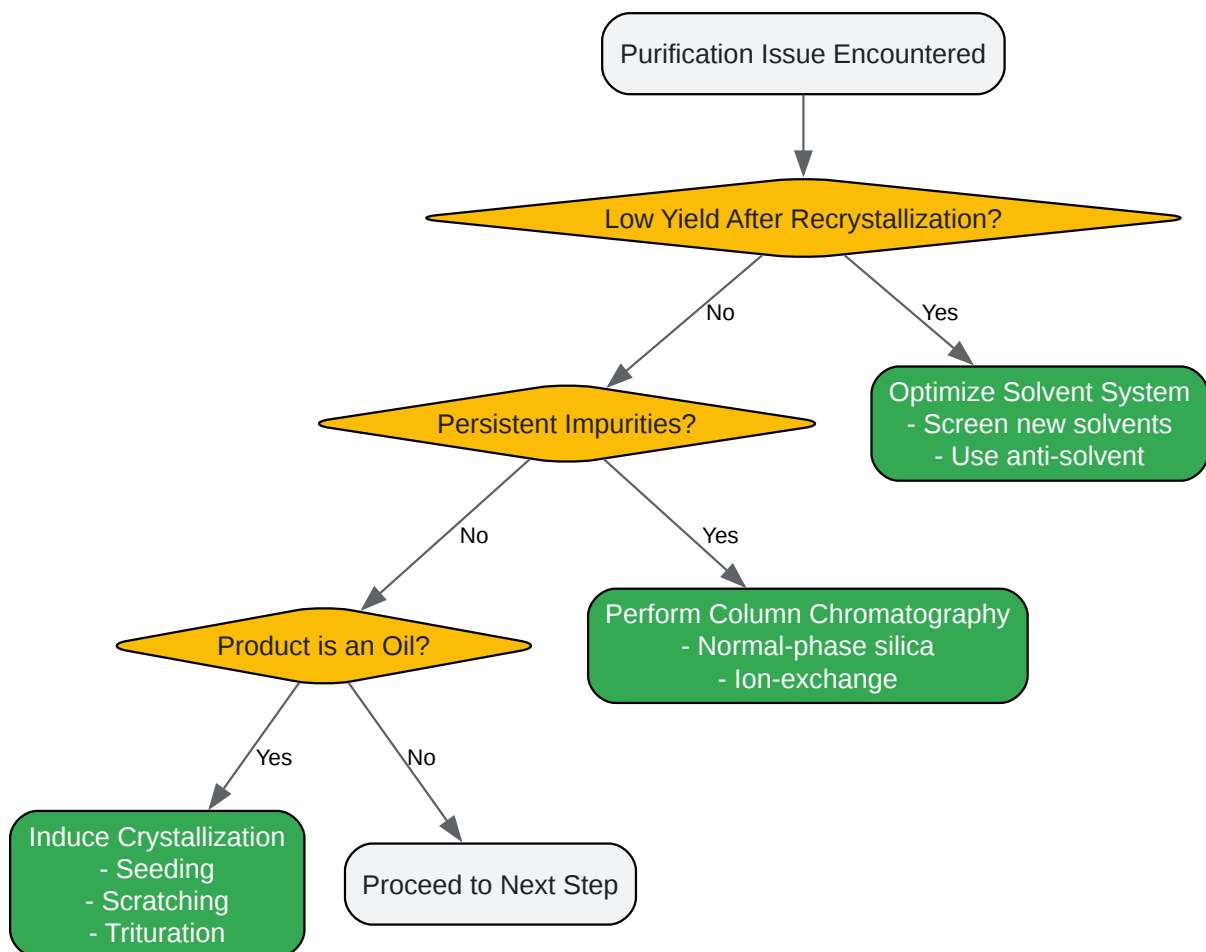 Purification Issue Encountered
Low Yield After Recrystallization?
No
Yes
Optimize Solvent System
- Screen new solvents
- Use anti-solvent
Persistent Impurities?
No
Yes
Perform Column Chromatography
- Normal-phase silica
- Ion-exchange
Product is an Oil?
Yes
No
Induce Crystallization
- Seeding
- Scratching
- Trituration
Proceed to Next Step